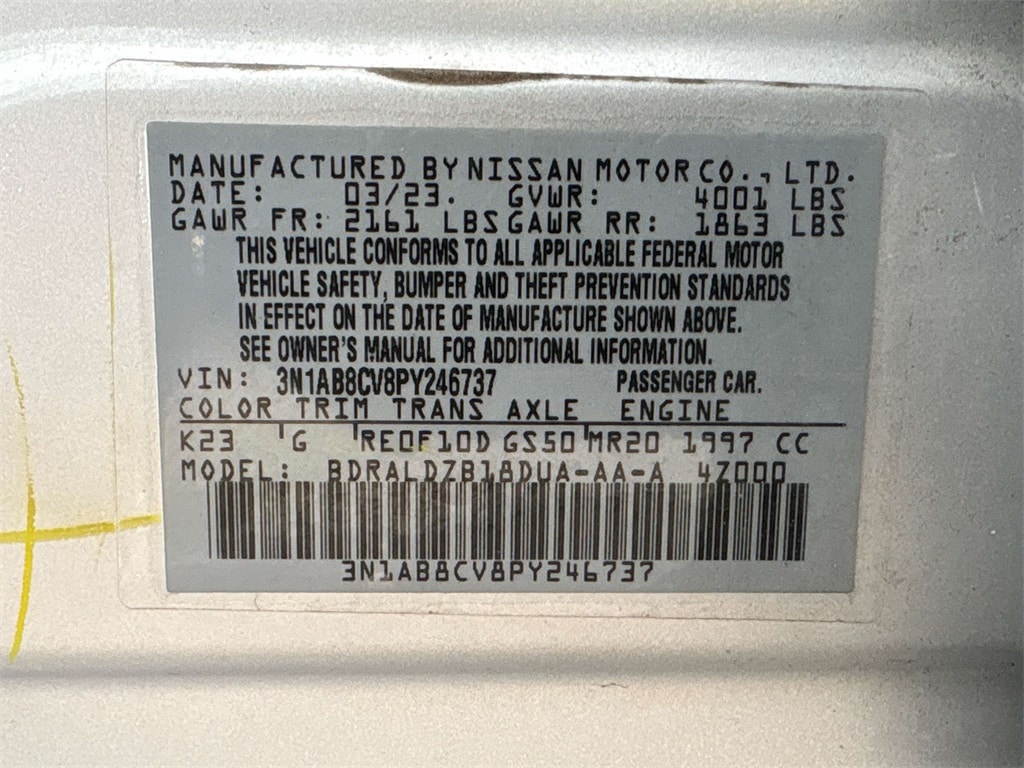 MANUFACTURED BY NISSAN MOTOR CO., LTD.
DATE: 03/23. GVWR: 4001 LBS
GAWR FR: 2161 LBS GAWR RR: 1863 LBS
THIS VEHICLE CONFORMS TO ALL APPLICABLE FEDERAL MOTOR
VEHICLE SAFETY, BUMPER AND THEFT PREVENTION STANDARDS
IN EFFECT ON THE DATE OF MANUFACTURE SHOWN ABOVE.
SEE OWNER'S MANUAL FOR ADDITIONAL INFORMATION.
VIN: 3N1AB8CV8PY246737 PASSENGER CAR.
COLOR TRIM TRANS AXLE ENGINE
K23 G RE0F10D GS50 MR20 1997 CC
MODEL: BDRALDZB18DUA-AA-A 4Z000
3N1AB8CV8PY246737